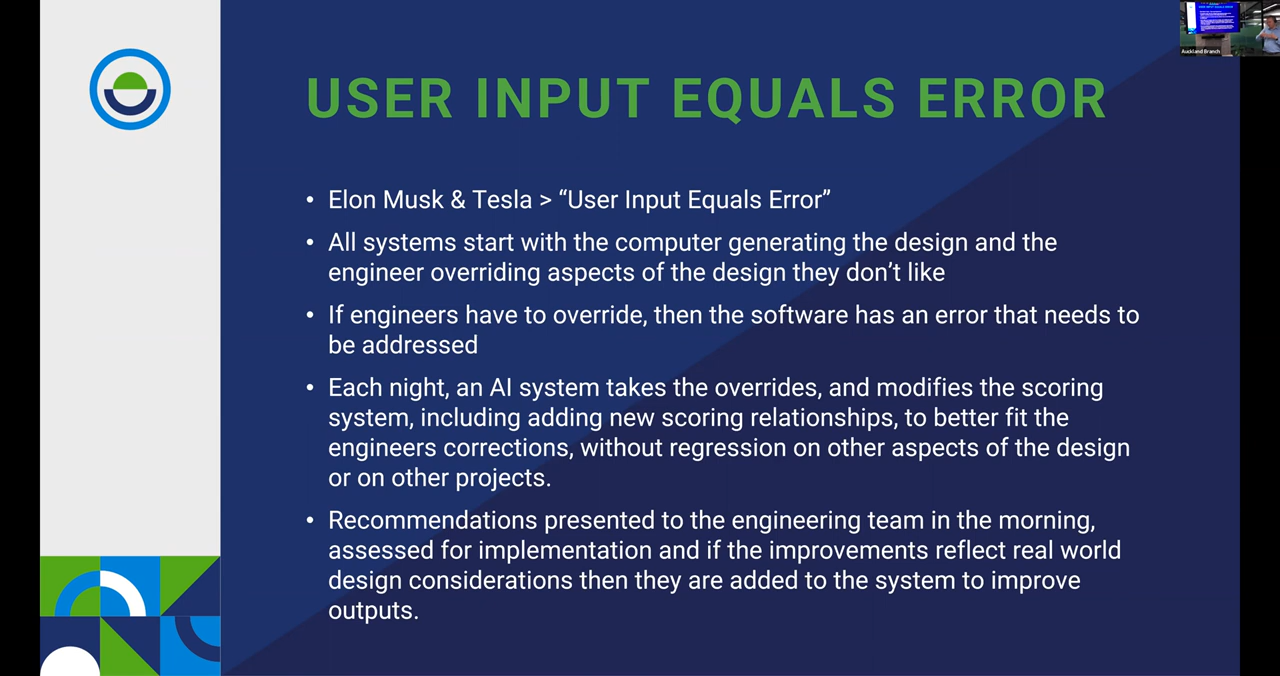 USER INPUT EQUALS ERROR
• Elon Musk & Tesla > “User Input Equals Error”
• All systems start with the computer generating the design and the
engineer overriding aspects of the design they don’t like
• If engineers have to override, then the software has an error that needs to
be addressed
• Each night, an AI system takes the overrides, and modifies the scoring
system, including adding new scoring relationships, to better fit the
engineers corrections, without regression on other aspects of the design
or on other projects.
• Recommendations presented to the engineering team in the morning,
assessed for implementation and if the improvements reflect real world
design considerations then they are added to the system to improve
outputs.
Auckland Branch